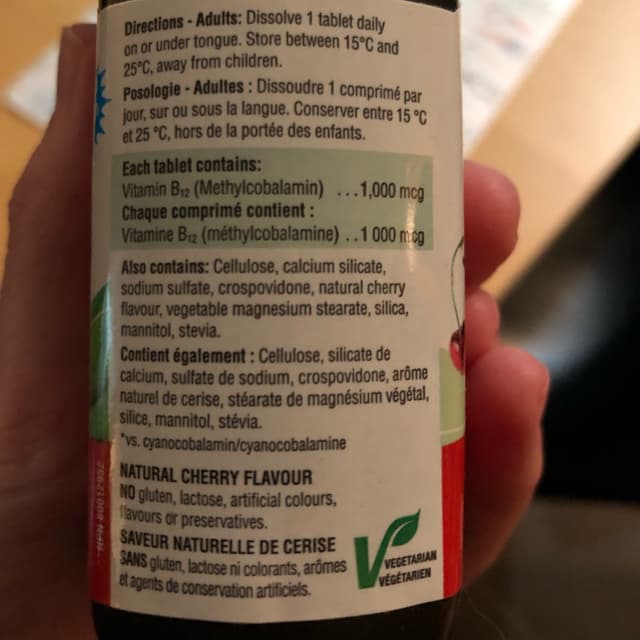 Directions - Adults: Dissolve 1 tablet daily
on or under tongue. Store between 15°C and
25°C, away from children.
Posologie - Adultes : Dissoudre 1 comprimé par
jour, sur ou sous la langue. Conserver entre 15 °C
et 25 °C, hors de la portée des enfants.
Each tablet contains:
Vitamin B12 (Methylcobalamin) ...1,000 mcg
Chaque comprimé contient :
Vitamine B12 (méthylcobalamine) ..1 000 mcg
Also contains: Cellulose, calcium silicate,
sodium sulfate, crospovidone, natural cherry
flavour, vegetable magnesium stearate, silica,
mannitol, stevia.
Contient également : Cellulose, silicate de
calcium, sulfate de sodium, crospovidone, arôme
naturel de cerise, stéarate de magnésium végétal,
silice, mannitol, stévia.
*vs. cyanocobalamin/cyanocobalamine
NATURAL CHERRY FLAVOUR
NO gluten, lactose, artificial colours,
flavours or preservatives.
SAVEUR NATURELLE DE CERISE
SANS gluten, lactose ni colorants, arômes
et agents de conservation artificiels.
VEGETARIAN
VÉGÉTARIEN
NPN 80012952